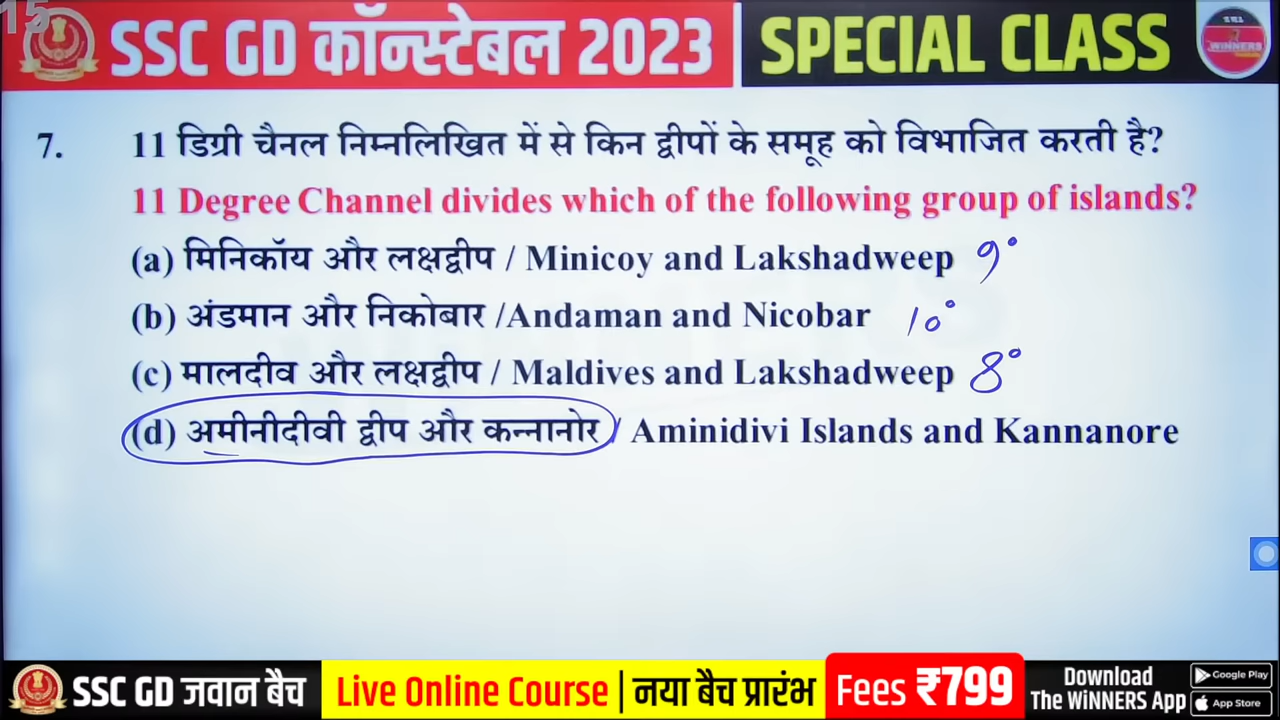 15
SSC GD कॉन्स्टेबल 2023 SPECIAL CLASS
WiNNERS
7. 11 डिग्री चैनल निम्नलिखित में से किन द्वीपों के समूह को विभाजित करती है?
11 Degree Channel divides which of the following group of islands?
(a) मिनिकॉय और लक्षद्वीप / Minicoy and Lakshadweep 9°
(b) अंडमान और निकोबार /Andaman and Nicobar 10°
(c) मालदीव और लक्षद्वीप / Maldives and Lakshadweep 8°
(d) अमीनीदीवी द्वीप और कन्नानोर / Aminidivi Islands and Kannanore
SSC GD जवान बैच Live Online Course | नया बैच प्रारंभ Fees ₹799 Download The WiNNERS App Google Play App Store